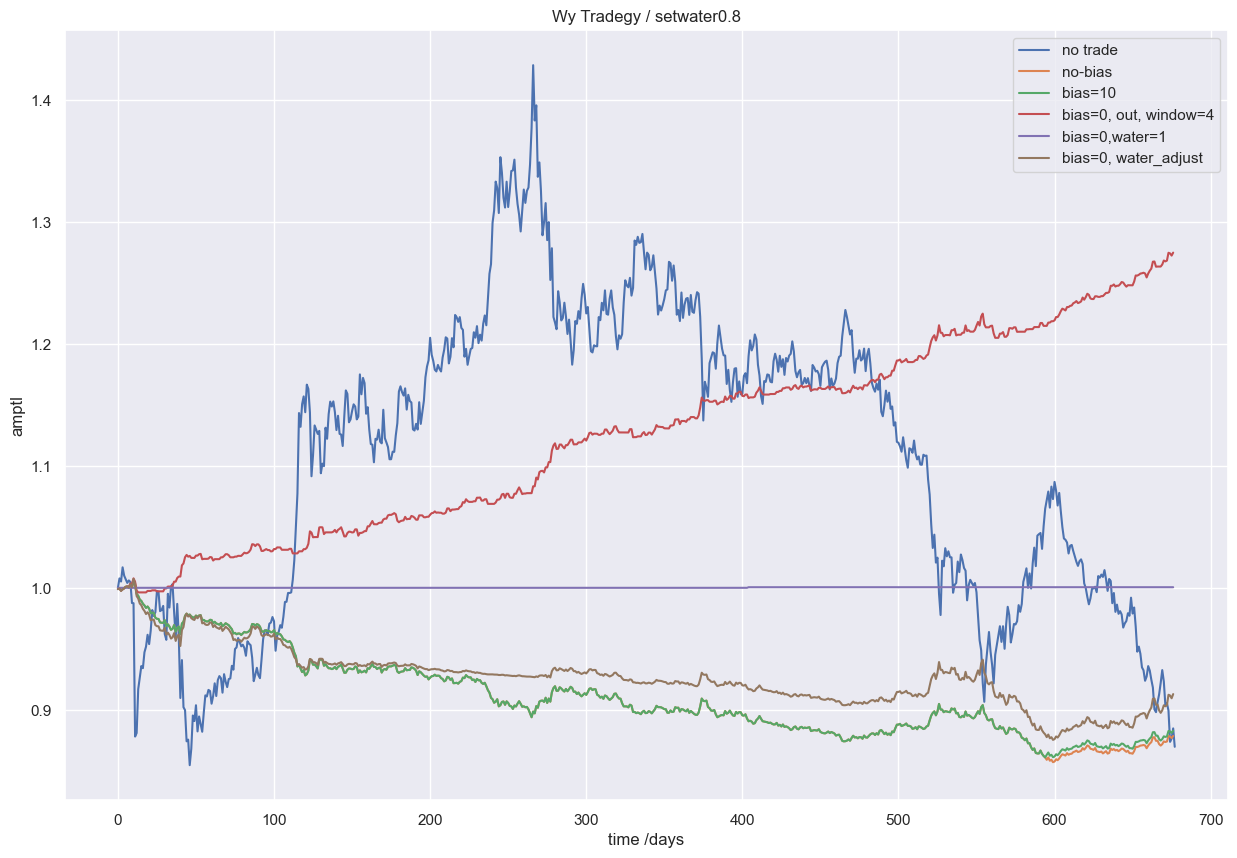 Wy Tradegy / setwater0.8
no trade
no-bias
bias=10
bias=0, out, window=4
bias=0,water=1
bias=0, water_adjust
1.4
1.3
1.2
1.1
1.0
0.9
amptl
0 100 200 300 400 500 600 700
time /days